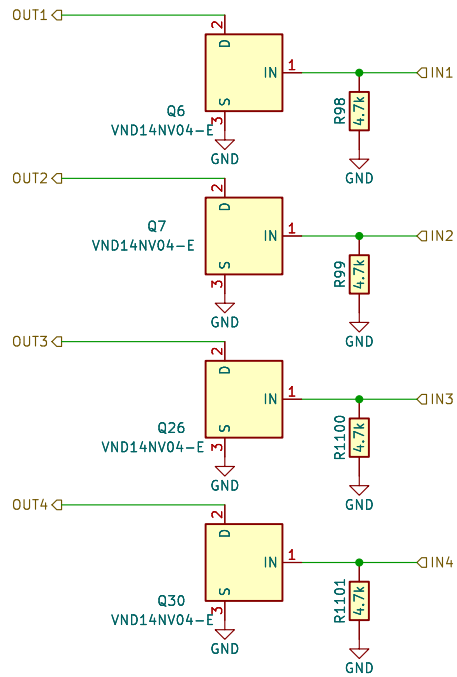 OUT1
2
D
IN
1
IN1
R98
4.7k
Q6
VND14NV04-E
S
3
GND
GND
OUT2
2
D
Q7
VND14NV04-E
IN
1
IN2
R99
4.7k
S
3
GND
GND
OUT3
2
D
IN
1
IN3
R1100
4.7k
Q26
VND14NV04-E
S
3
GND
GND
OUT4
2
D
IN
1
IN4
R1101
4.7k
Q30
VND14NV04-E
S
3
GND
GND